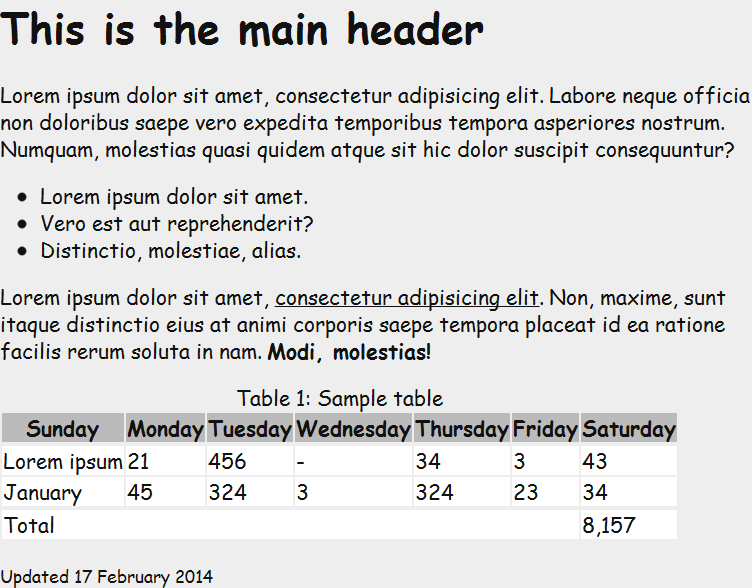 This is the main header
Lorem ipsum dolor sit amet, consectetur adipisicing elit. Labore neque officia
non doloribus saepe vero expedita temporibus tempora asperiores nostrum.
Numquam, molestias quasi quidem atque sit hic dolor suscipit consequuntur?
• Lorem ipsum dolor sit amet.
• Vero est aut reprehenderit?
• Distinctio, molestiae, alias.
Lorem ipsum dolor sit amet, consectetur adipisicing elit. Non, maxime, sunt
itaque distinctio eius at animi corporis saepe tempora placeat id ea ratione
facilis rerum soluta in nam. Modi, molestias!
Table 1: Sample table
Sunday Monday Tuesday Wednesday Thursday Friday Saturday
Lorem ipsum 21 456 - 34 3 43
January 45 324 3 324 23 34
Total 8,157
Updated 17 February 2014